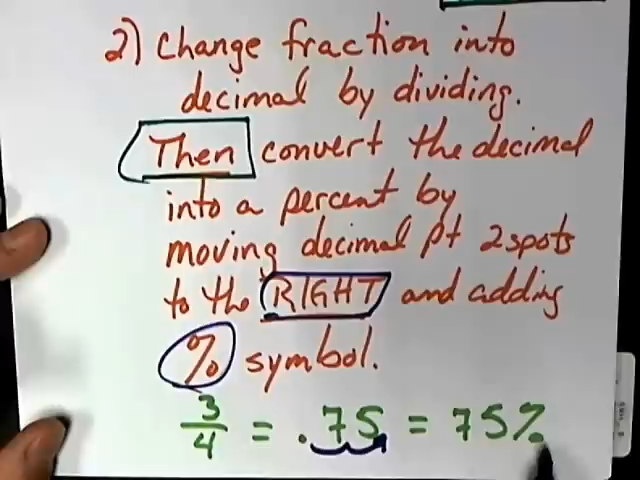 2) Change fraction into
decimal by dividing.
Then convert the decimal
into a percent by
moving decimal pt 2 spots
to the RIGHT and adding
% symbol.
3/4 = .75 = 75%